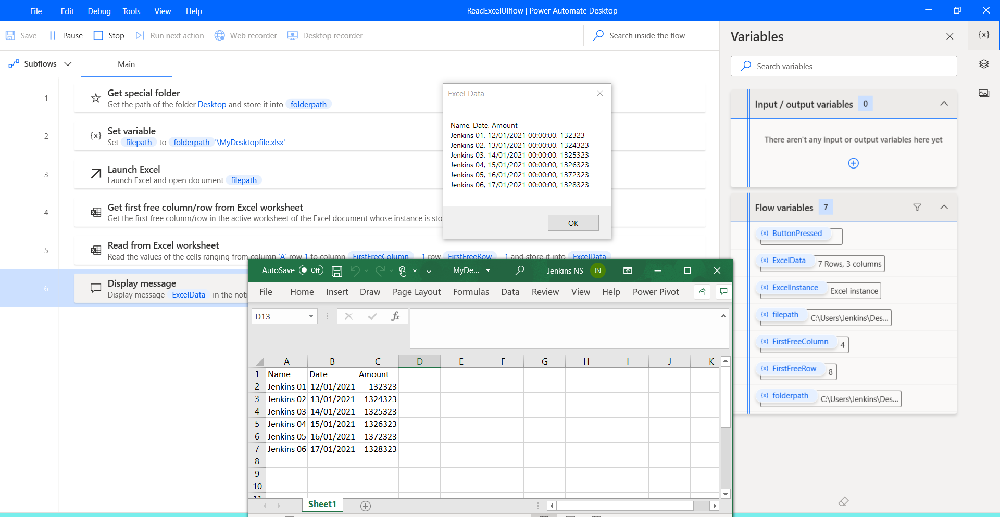 File Edit Debug Tools View Help
ReadExcelUIflow | Power Automate Desktop
Save Pause Stop Run next action Web recorder Desktop recorder
Search inside the flow
Subflows
Main
1
Get special folder
Get the path of the folder Desktop and store it into folderpath
2
{x}
Set variable
Set filepath to folderpath '\MyDesktopfile.xlsx'
3
Launch Excel
Launch Excel and open document filepath
4
Get first free column/row from Excel worksheet
Get the first free column/row in the active worksheet of the Excel document whose instance is sto
5
Read from Excel worksheet
Read the values of the cells ranging from column 'A' row 1 to column FirstFreeColumn - 1 row FirstFreeRow - 1 and store it into ExcelData
6
Display message
Display message ExcelData in the noti
Excel Data
Name, Date, Amount
Jenkins 01, 12/01/2021 00:00:00, 132323
Jenkins 02, 13/01/2021 00:00:00, 1324323
Jenkins 03, 14/01/2021 00:00:00, 1325323
Jenkins 04, 15/01/2021 00:00:00, 1326323
Jenkins 05, 16/01/2021 00:00:00, 1372323
Jenkins 06, 17/01/2021 00:00:00, 1328323
OK
AutoSave Off MyDe... Jenkins NS JN
File Home Insert Draw Page Layout Formulas Data Review View Help Power Pivot
D13 fx
A B C D E F G H I J K
1 Name Date Amount
2 Jenkins 01 12/01/2021 132323
3 Jenkins 02 13/01/2021 1324323
4 Jenkins 03 14/01/2021 1325323
5 Jenkins 04 15/01/2021 1326323
6 Jenkins 05 16/01/2021 1372323
7 Jenkins 06 17/01/2021 1328323
8
9
10
11
Sheet1
Variables
{x}
Search variables
Input / output variables 0
There aren't any input or output variables here yet
Flow variables 7
(x) ButtonPressed
(x) ExcelData 7 Rows, 3 columns
(x) ExcelInstance Excel instance
(x) filepath C:\Users\Jenkins\Des...
(x) FirstFreeColumn 4
(x) FirstFreeRow 8
(x) folderpath C:\Users\Jenkins\Des...